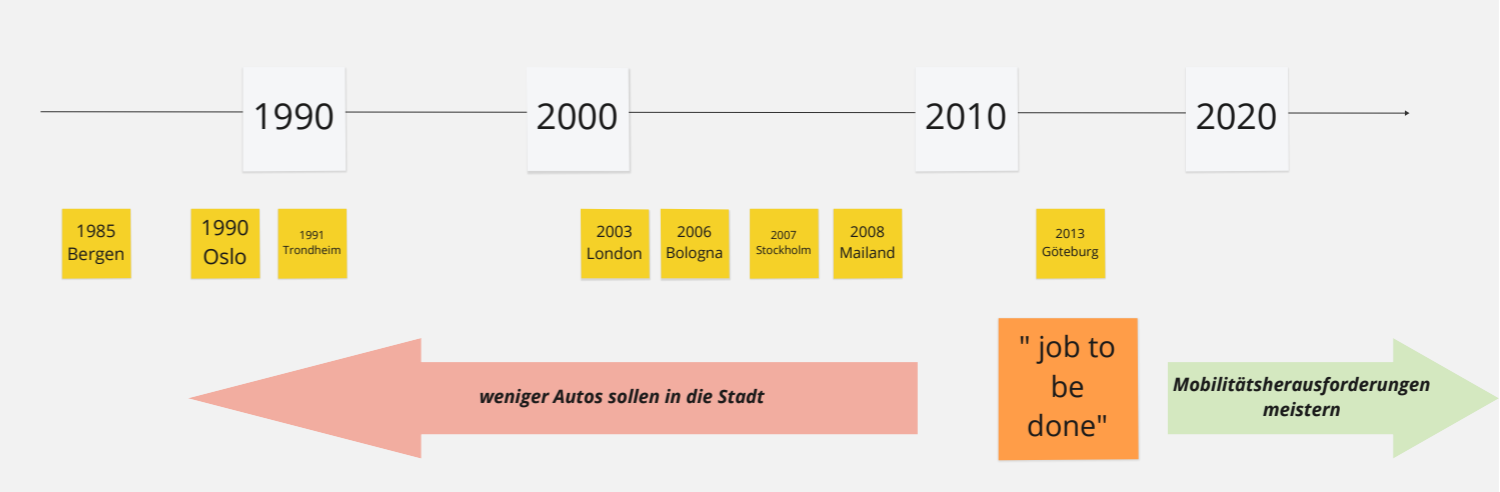 1990
2000
2010
2020
1985
Bergen
1990
Oslo
1991
Trondheim
2003
London
2006
Bologna
2007
Stockholm
2008
Mailand
2013
Göteburg
weniger Autos sollen in die Stadt
" job to
be
done"
Mobilitätsherausforderungen
meistern